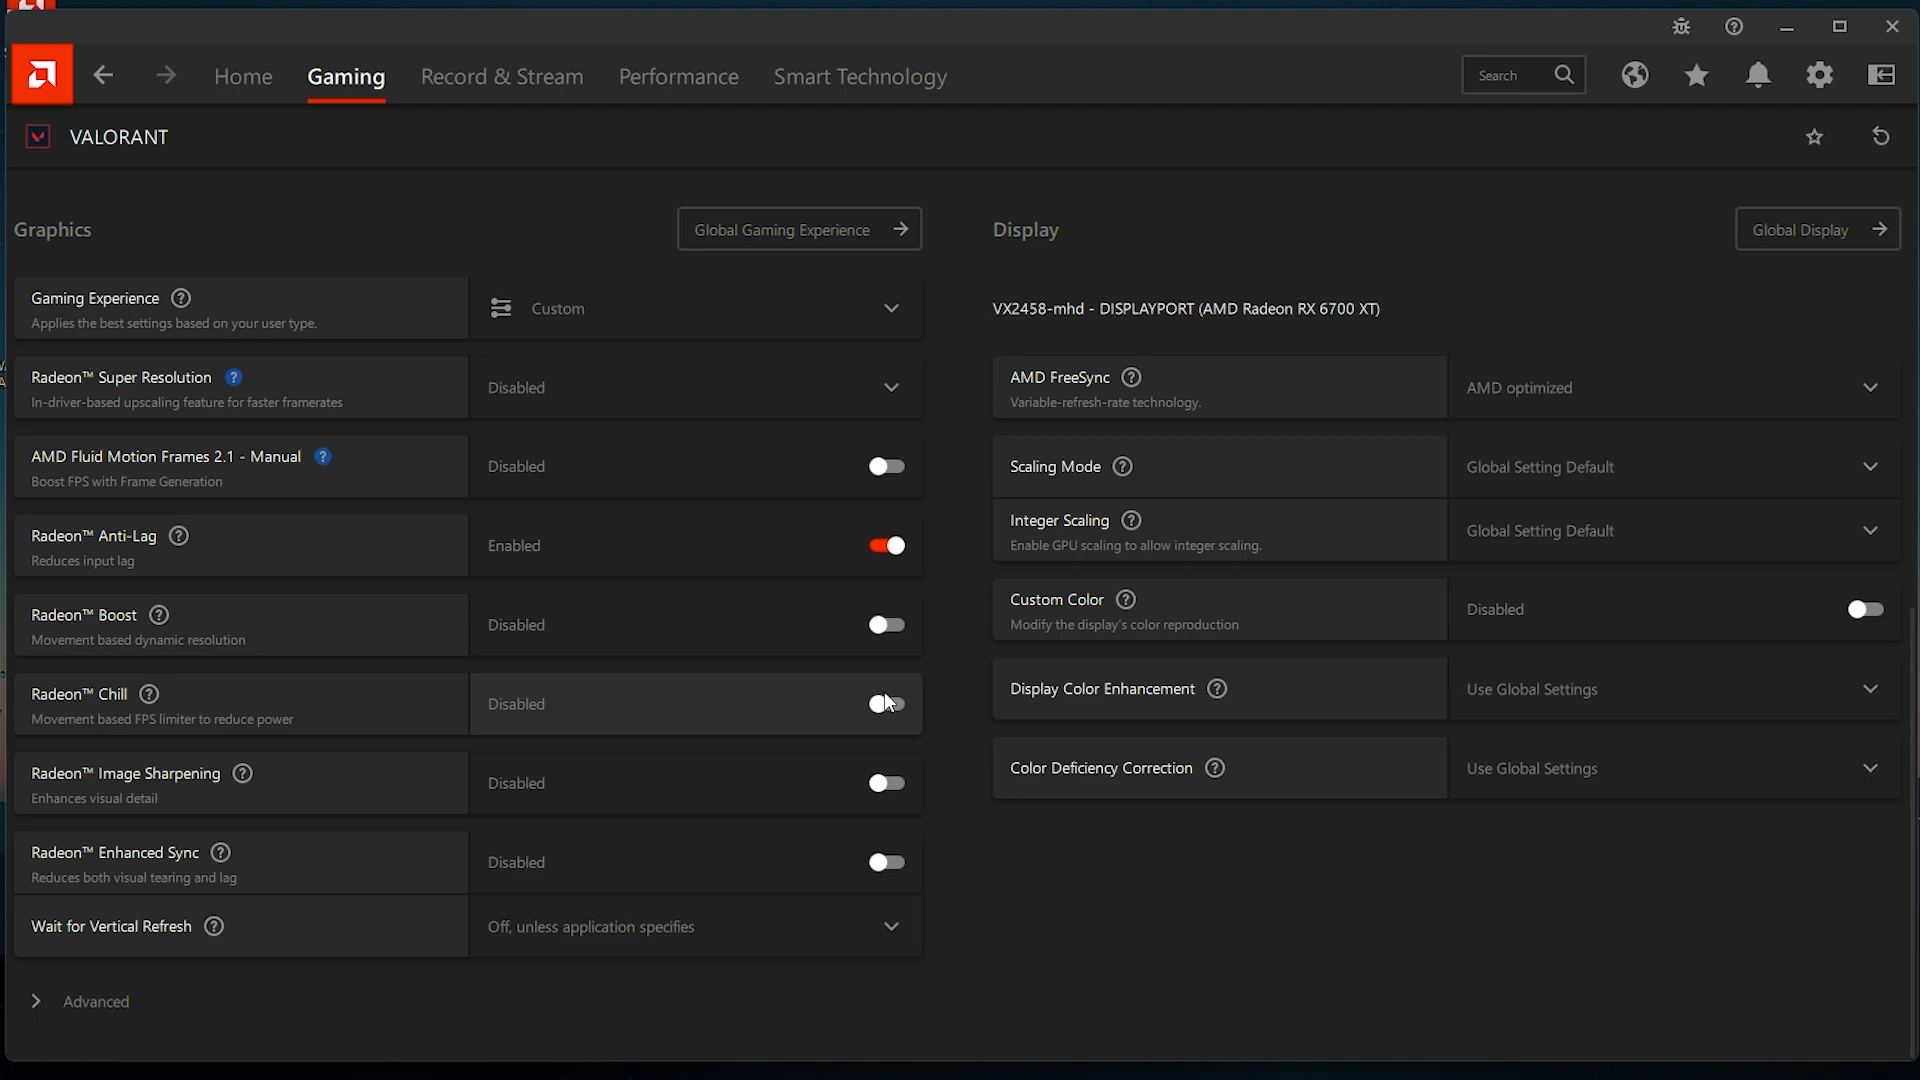 Home
Gaming
Record & Stream
Performance
Smart Technology
Search
VALORANT
Graphics
Global Gaming Experience
Gaming Experience
Applies the best settings based on your user type.
Custom
Radeon™ Super Resolution
In-driver-based upscaling feature for faster framerates
Disabled
AMD Fluid Motion Frames 2.1 - Manual
Boost FPS with Frame Generation
Disabled
Radeon™ Anti-Lag
Reduces input lag
Enabled
Radeon™ Boost
Movement based dynamic resolution
Disabled
Radeon™ Chill
Movement based FPS limiter to reduce power
Disabled
Radeon™ Image Sharpening
Enhances visual detail
Disabled
Radeon™ Enhanced Sync
Reduces both visual tearing and lag
Disabled
Wait for Vertical Refresh
Off, unless application specifies
Advanced
Display
Global Display
VX2458-mhd - DISPLAYPORT (AMD Radeon RX 6700 XT)
AMD FreeSync
Variable-refresh-rate technology.
AMD optimized
Scaling Mode
Global Setting Default
Integer Scaling
Enable GPU scaling to allow integer scaling.
Global Setting Default
Custom Color
Modify the display's color reproduction
Disabled
Display Color Enhancement
Use Global Settings
Color Deficiency Correction
Use Global Settings